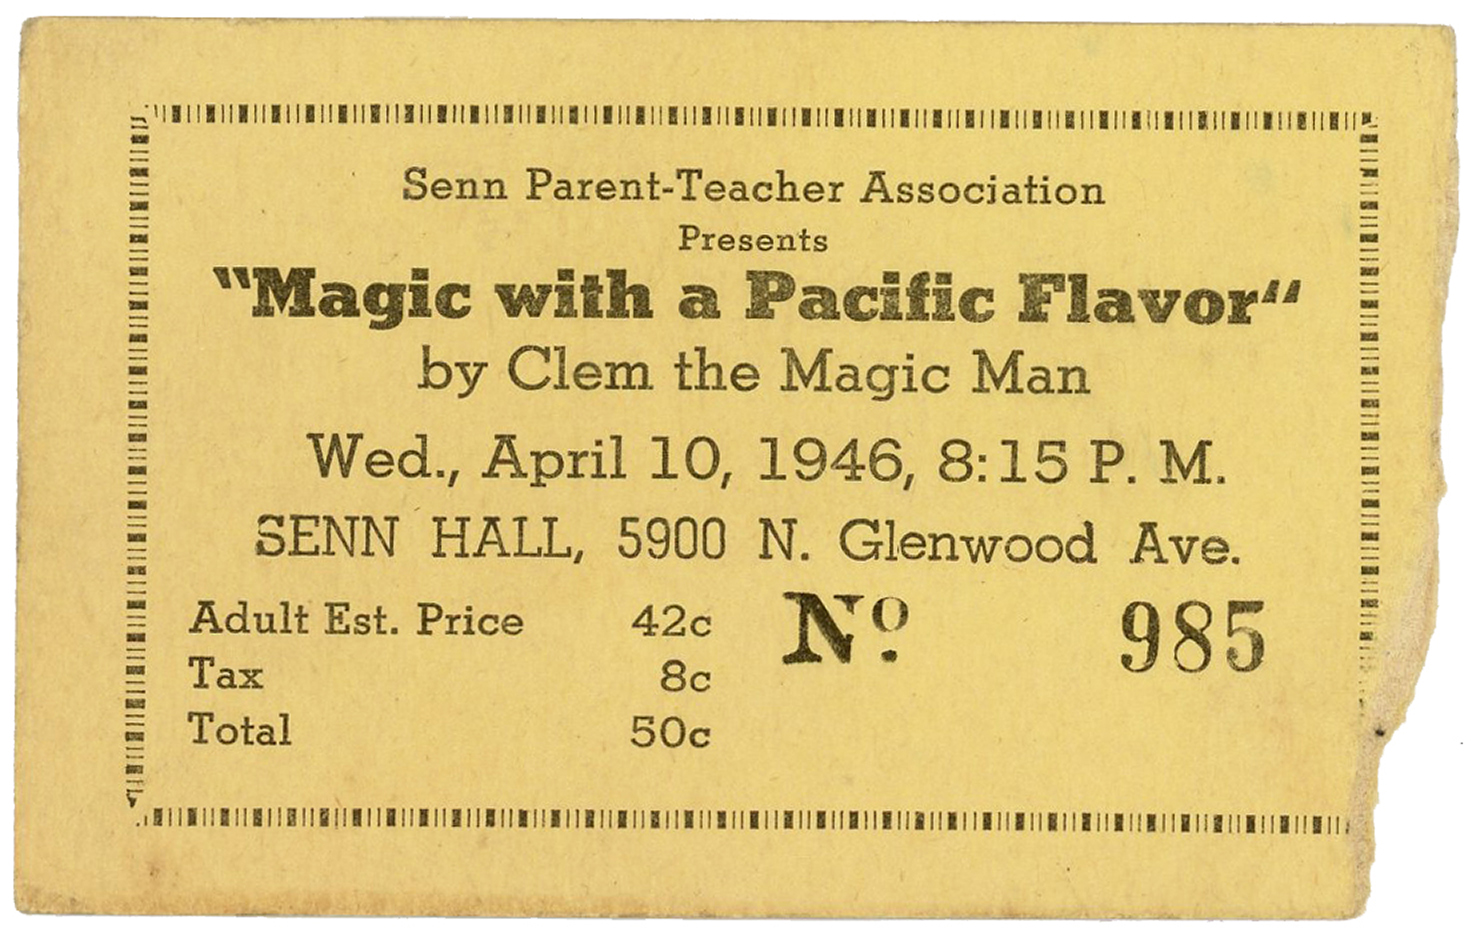 Senn Parent-Teacher Association
Presents
"Magic with a Pacific Flavor"
by Clem the Magic Man
Wed., April 10, 1946, 8:15 P. M.
SENN HALL, 5900 N. Glenwood Ave.
Adult Est. Price 42c
Tax 8c
Total 50c
Nº 985